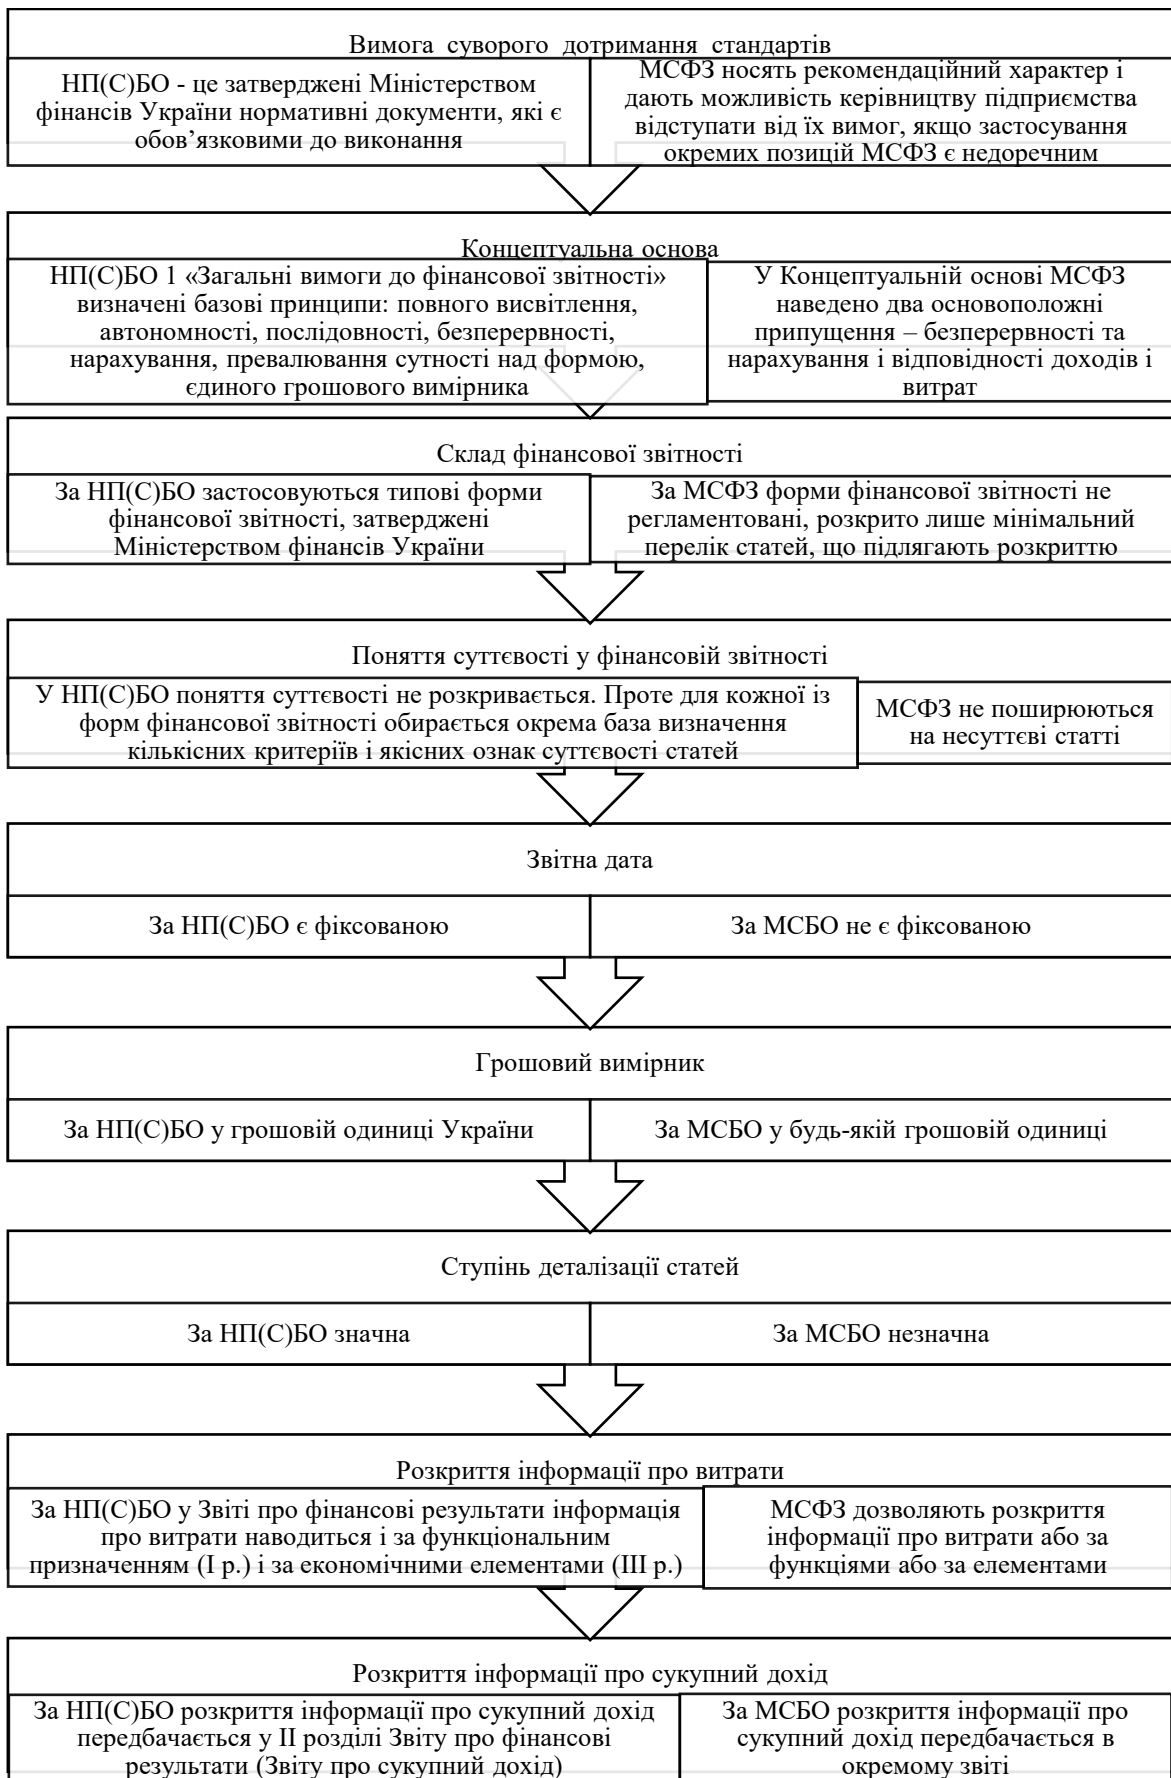 Вимога суворого дотримання стандартів
НП(С)БО - це затверджені Міністерством
фінансів України нормативні документи, які є
обов’язковими до виконання
МСФЗ носять рекомендаційний характер і
дають можливість керівництву підприємства
відступати від їх вимог, якщо застосування
окремих позицій МСФЗ є недоречним
Концептуальна основа
НП(С)БО 1 «Загальні вимоги до фінансової звітності»
визначені базові принципи: повного висвітлення,
автономності, послідовності, безперервності,
нарахування, превалювання сутності над формою,
єдиного грошового вимірника
У Концептуальній основі МСФЗ
наведено два основоположні
припущення – безперервності та
нарахування і відповідності доходів і
витрат
Склад фінансової звітності
За НП(С)БО застосовуються типові форми
фінансової звітності, затверджені
Міністерством фінансів України
За МСФЗ форми фінансової звітності не
регламентовані, розкрито лише мінімальний
перелік статей, що підлягають розкриттю
Поняття суттєвості у фінансовій звітності
У НП(С)БО поняття суттєвості не розкривається. Проте для кожної із
форм фінансової звітності обирається окрема база визначення
кількісних критеріїв і якісних ознак суттєвості статей
МСФЗ не поширюються
на несуттєві статті
Звітна дата
За НП(С)БО є фіксованою
За МСБО не є фіксованою
Грошовий вимірник
За НП(С)БО у грошовій одиниці України
За МСБО у будь-якій грошовій одиниці
Ступінь деталізації статей
За НП(С)БО значна
За МСБО незначна
Розкриття інформації про витрати
За НП(С)БО у Звіті про фінансові результати інформація
про витрати наводиться і за функціональним
призначенням (І р.) і за економічними елементами (ІІІ р.)
МСФЗ дозволяють розкриття
інформації про витрати або за
функціями або за елементами
Розкриття інформації про сукупний дохід
За НП(С)БО розкриття інформації про сукупний дохід
передбачається у ІІ розділі Звіту про фінансові
результати (Звіту про сукупний дохід)
За МСБО розкриття інформації про
сукупний дохід передбачається в
окремому звіті